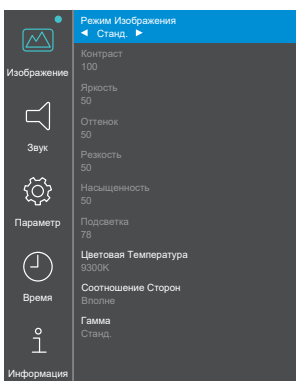 Изображение
Звук
Параметр
Время
Информация
Режим Изображения
Станд.
Контраст
100
Яркость
50
Оттенок
50
Резкость
50
Насыщенность
50
Подсветка
78
Цветовая Температура
9300K
Соотношение Сторон
Вполне
Гамма
Станд.